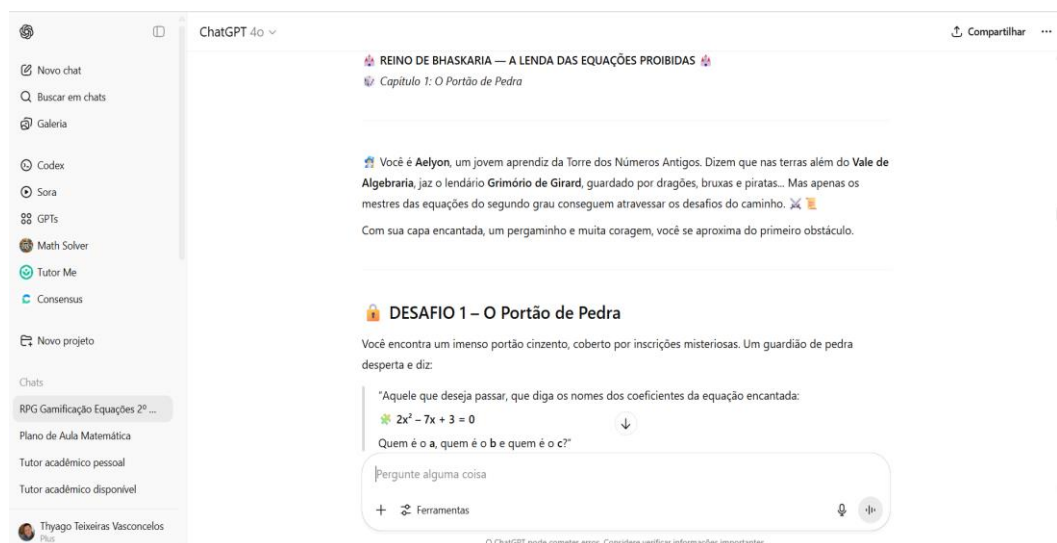 ChatGPT 4o
Compartilhar
Novo chat
Buscar em chats
Galeria
Codex
Sora
GPTs
Math Solver
Tutor Me
Consensus
Novo projeto
Chats
RPG Gamificação Equações 2º ...
Plano de Aula Matemática
Tutor acadêmico pessoal
Tutor acadêmico disponível
Thyago Teixeiras Vasconcelos
Plus
REINO DE BHASKARIA — A LENDA DAS EQUAÇÕES PROIBIDAS
Capítulo 1: O Portão de Pedra
Você é Aelyon, um jovem aprendiz da Torre dos Números Antigos. Dizem que nas terras além do Vale de
Algebraria, jaz o lendário Grimório de Girard, guardado por dragões, bruxas e piratas... Mas apenas os
mestres das equações do segundo grau conseguem atravessar os desafios do caminho.
Com sua capa encantada, um pergaminho e muita coragem, você se aproxima do primeiro obstáculo.
DESAFIO 1 – O Portão de Pedra
Você encontra um imenso portão cinzento, coberto por inscrições misteriosas. Um guardião de pedra
desperta e diz:
"Aquele que deseja passar, que diga os nomes dos coeficientes da equação encantada:
2x² – 7x + 3 = 0
Quem é o a, quem é o b e quem é o c?"
Pergunte alguma coisa
Ferramentas
O ChatGPT pode cometer erros. Considere verificar informações importantes.